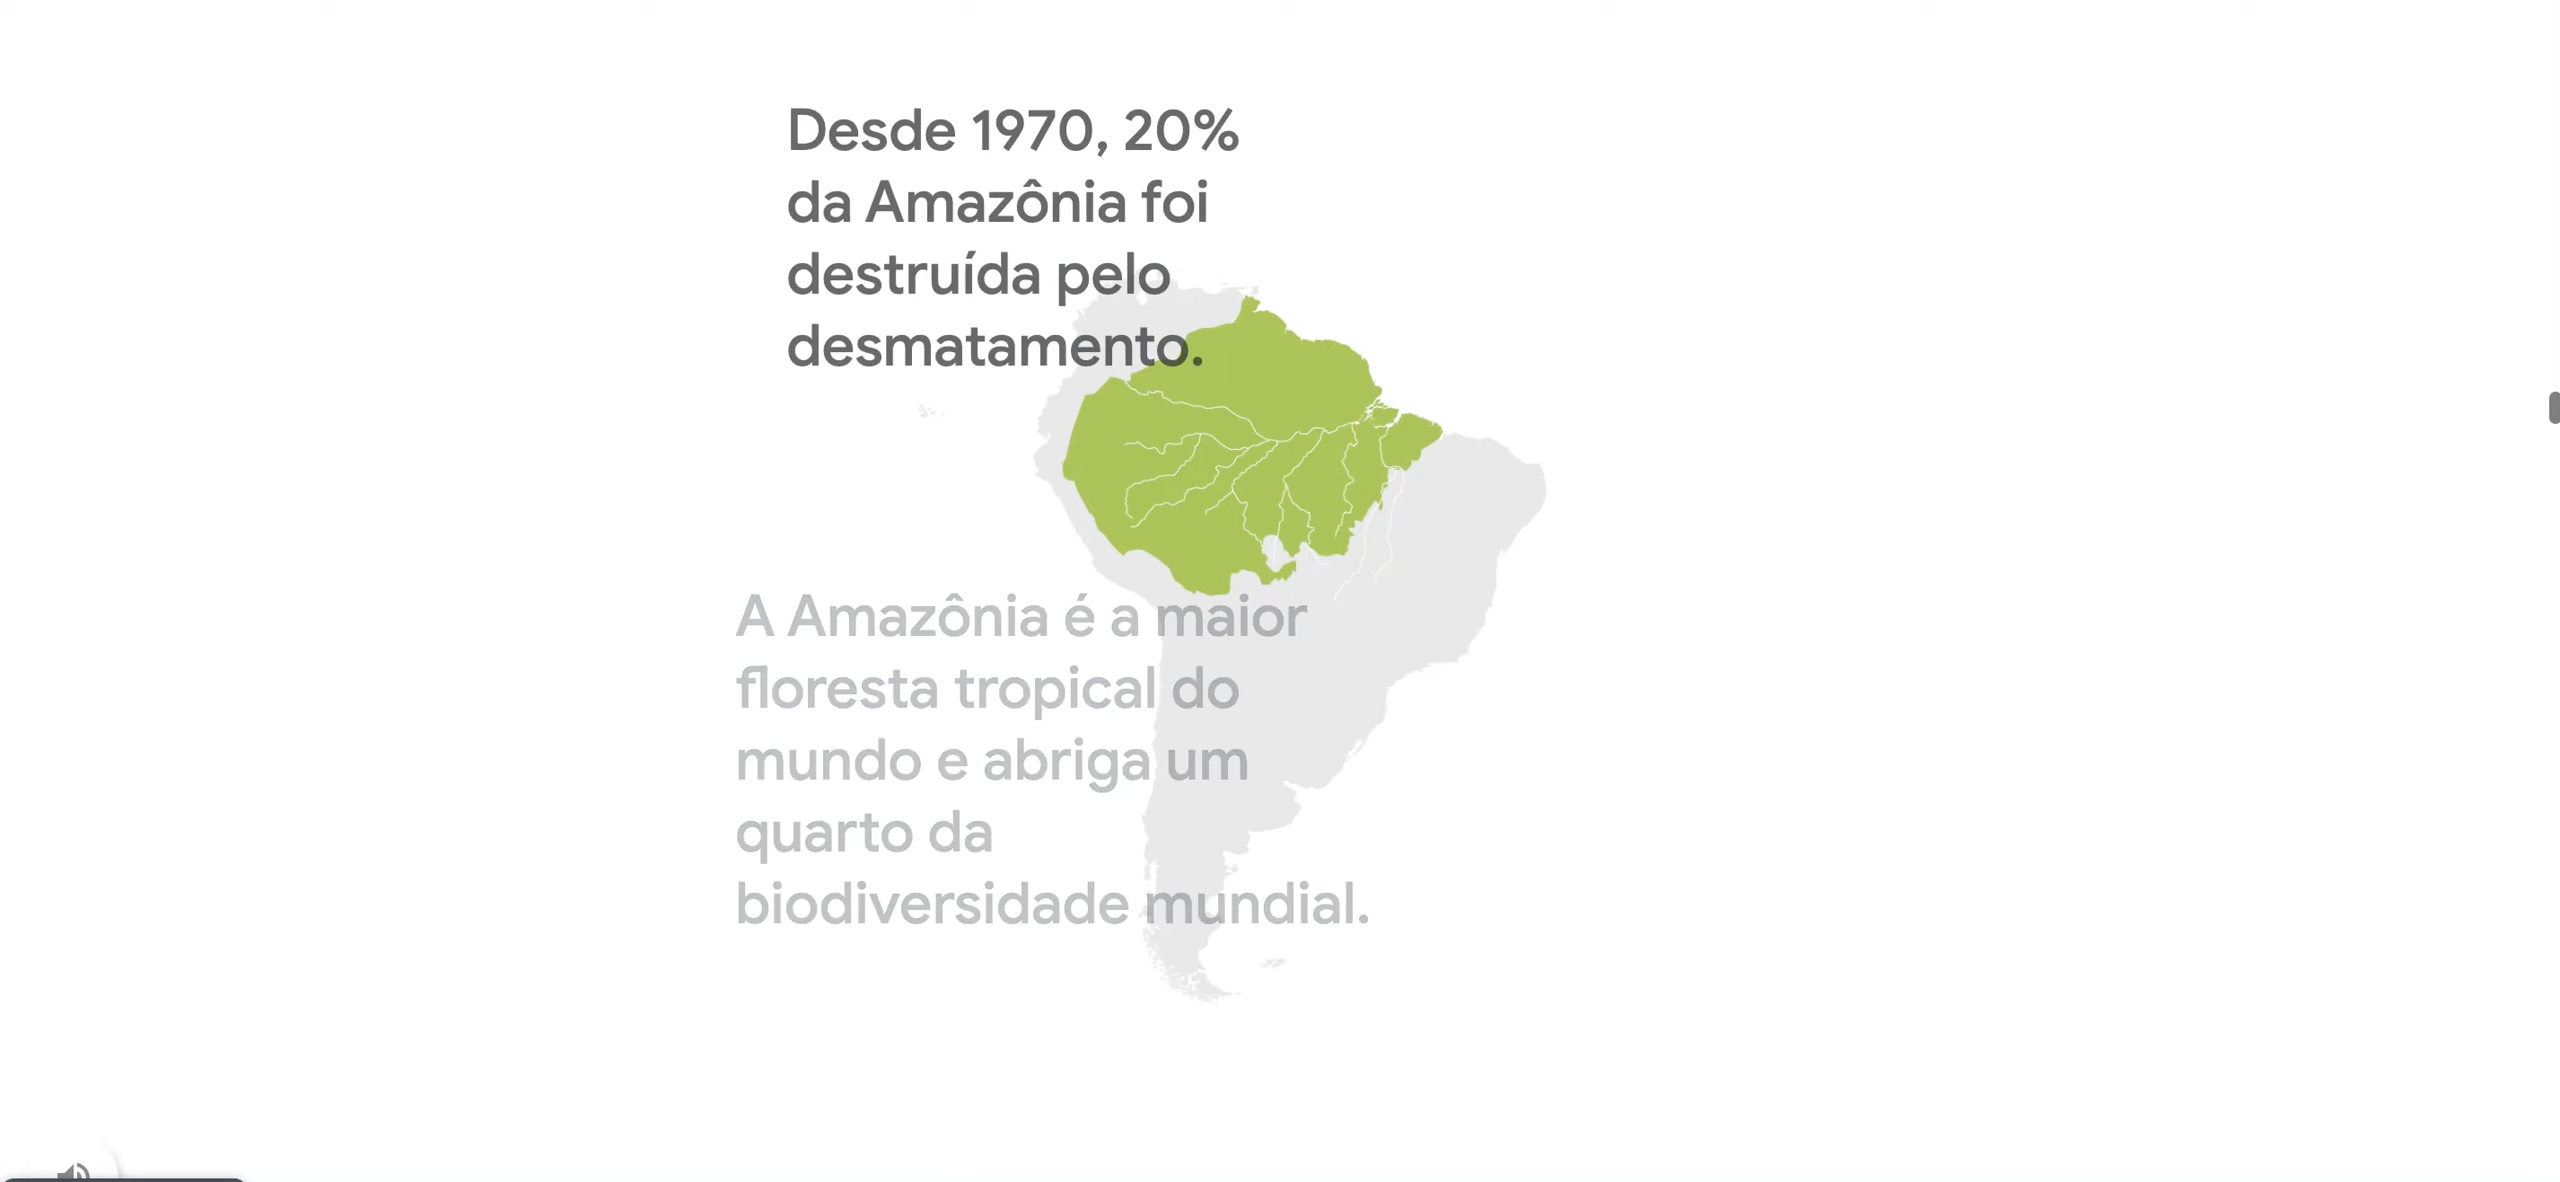 Desde 1970, 20%
da Amazônia foi
destruída pelo
desmatamento.
A Amazônia é a maior
floresta tropical do
mundo e abriga um
quarto da
biodiversidade mundial.